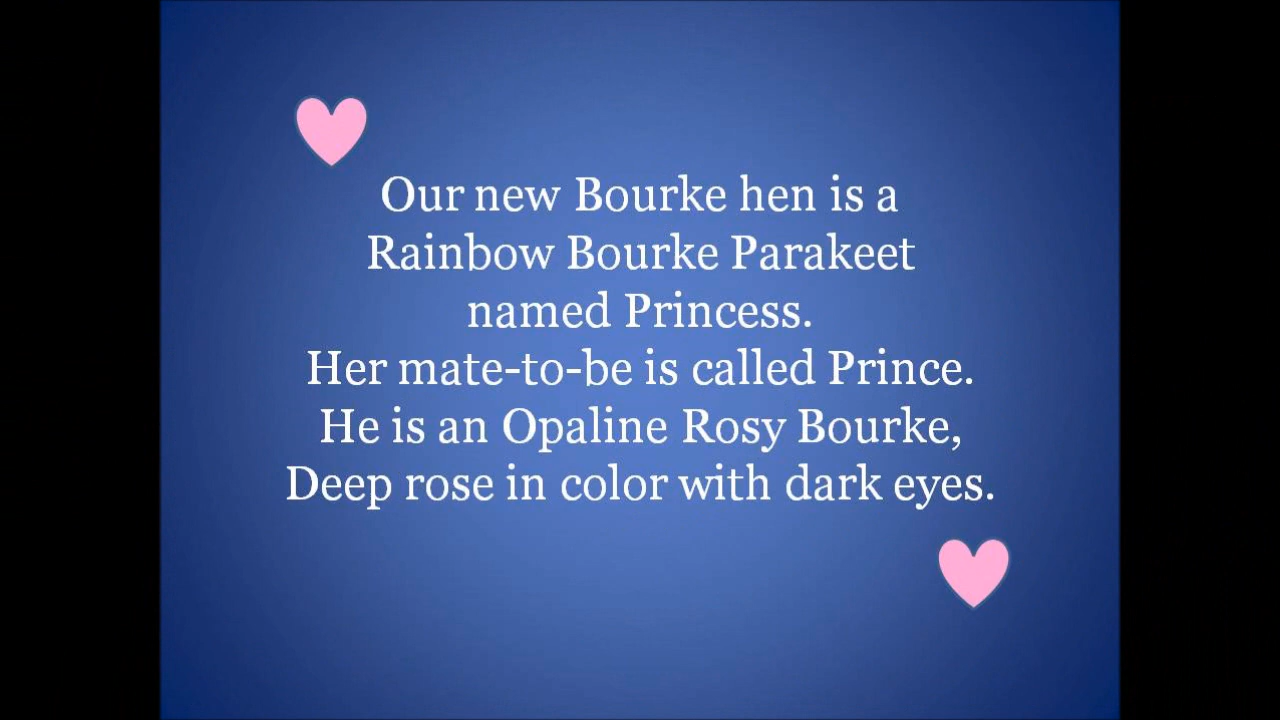 Our new Bourke hen is a
Rainbow Bourke Parakeet
named Princess.
Her mate-to-be is called Prince.
He is an Opaline Rosy Bourke,
Deep rose in color with dark eyes.